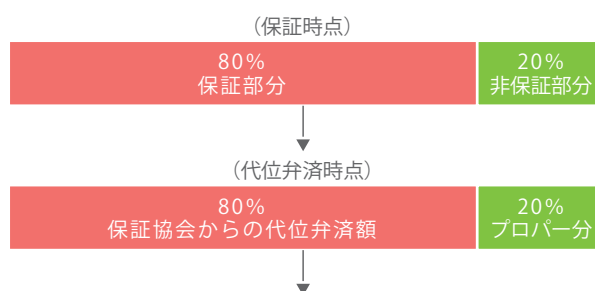 （保証時点）
80%
保証部分
20%
非保証部分
（代位弁済時点）
80%
保証協会からの代位弁済額
20%
プロパー分